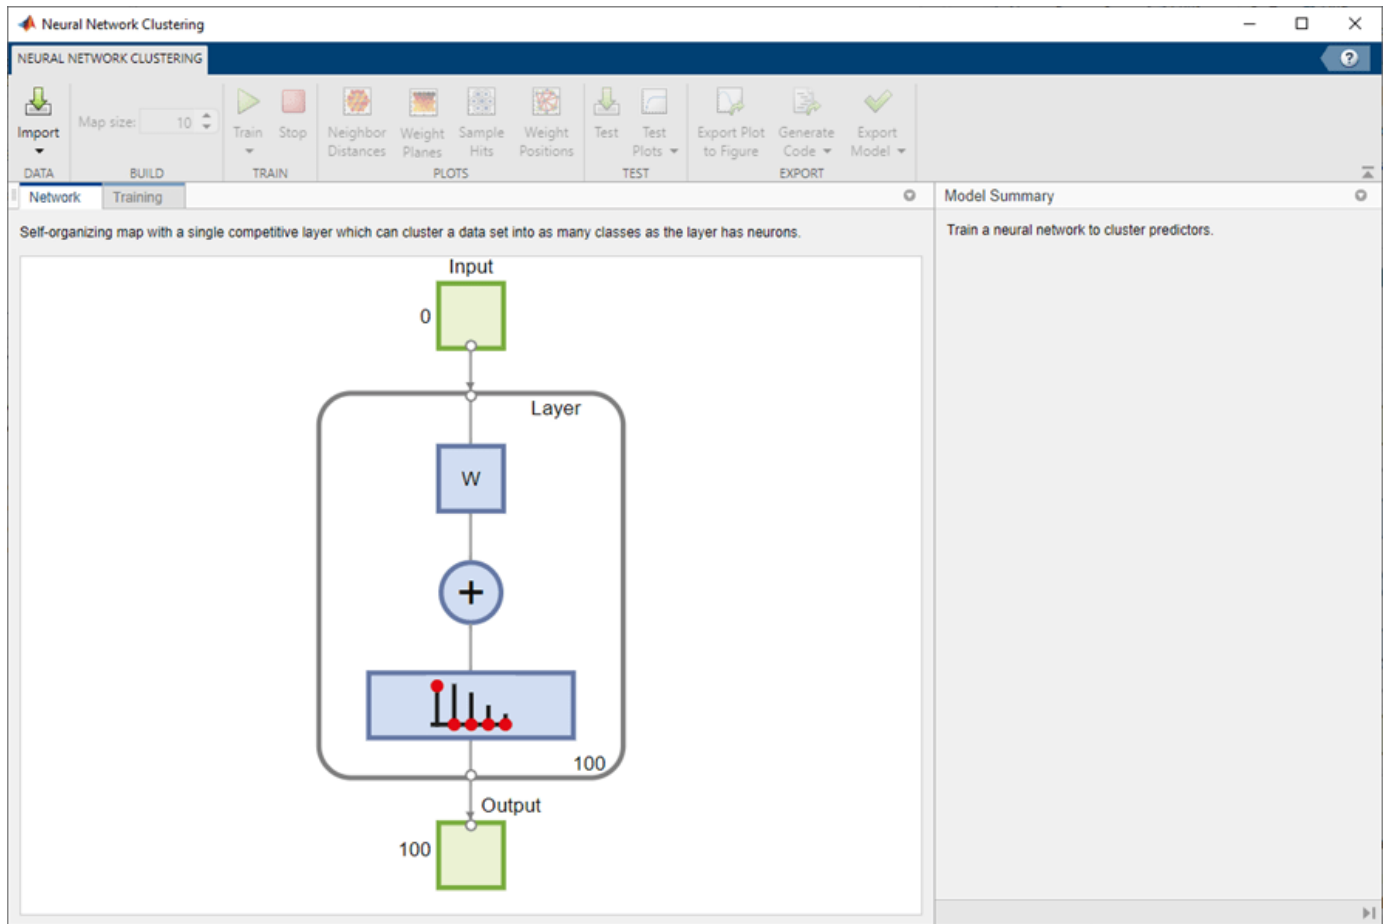 Neural Network Clustering
NEURAL NETWORK CLUSTERING
?
Import
Map size: 10
Train
Stop
Neighbor
Distances
Weight
Planes
Sample
Hits
Weight
Positions
Test
Test
Plots
Export Plot
to Figure
Generate
Code
Export
Model
DATA
BUILD
TRAIN
PLOTS
TEST
EXPORT
Network
Training
Model Summary
Self-organizing map with a single competitive layer which can cluster a data set into as many classes as the layer has neurons.
Train a neural network to cluster predictors.
Input
0
Layer
W
+
100
Output
100